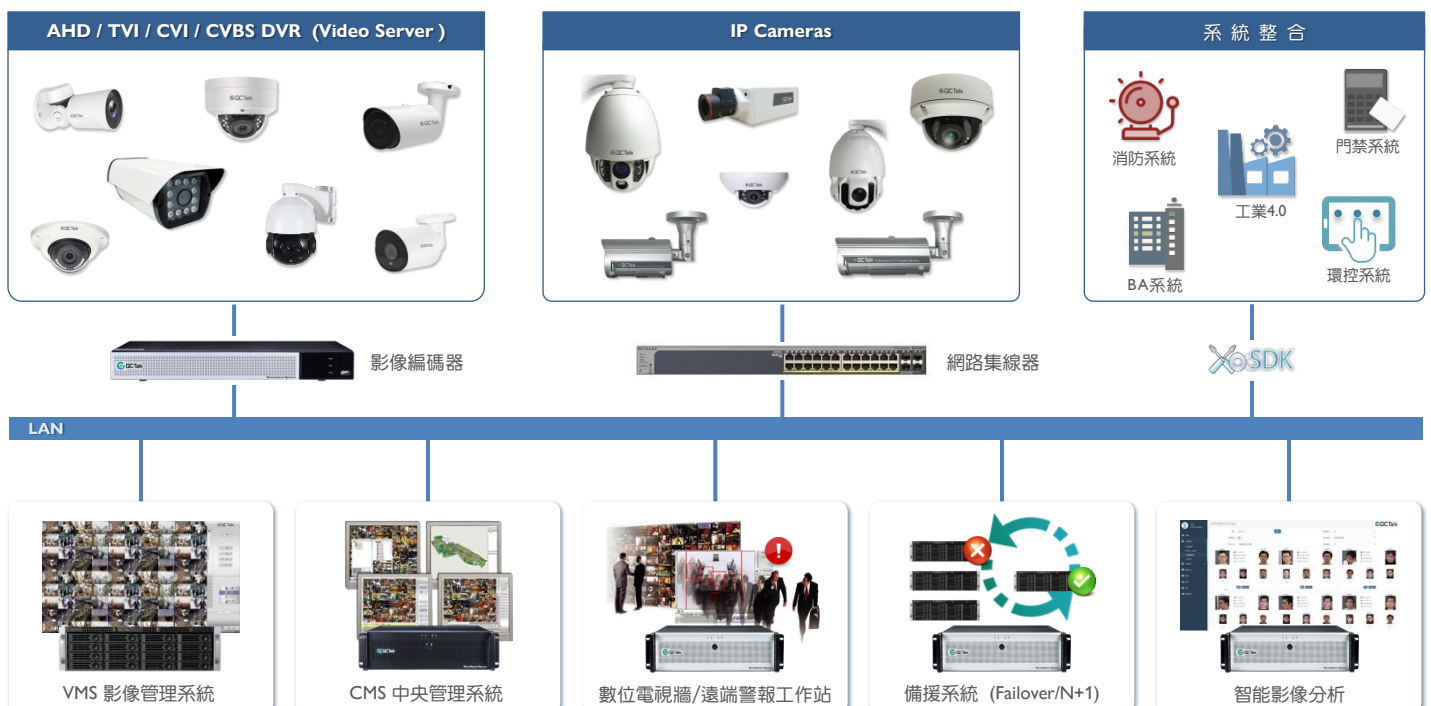 AHD / TVI / CVI / CVBS DVR (Video Server )
IP Cameras
系 統 整 合
消防系統
門禁系統
工業4.0
BA系統
環控系統
QCTek
影像編碼器
NETGEAR
網路集線器
SDK
LAN
VMS 影像管理系統
CMS 中央管理系統
數位電視牆/遠端警報工作站
備援系統 (Failover/N+1)
智能影像分析